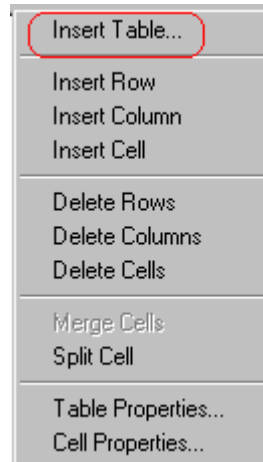 Insert Table...
Insert Row
Insert Column
Insert Cell
Delete Rows
Delete Columns
Delete Cells
Merge Cells
Split Cell
Table Properties...
Cell Properties...